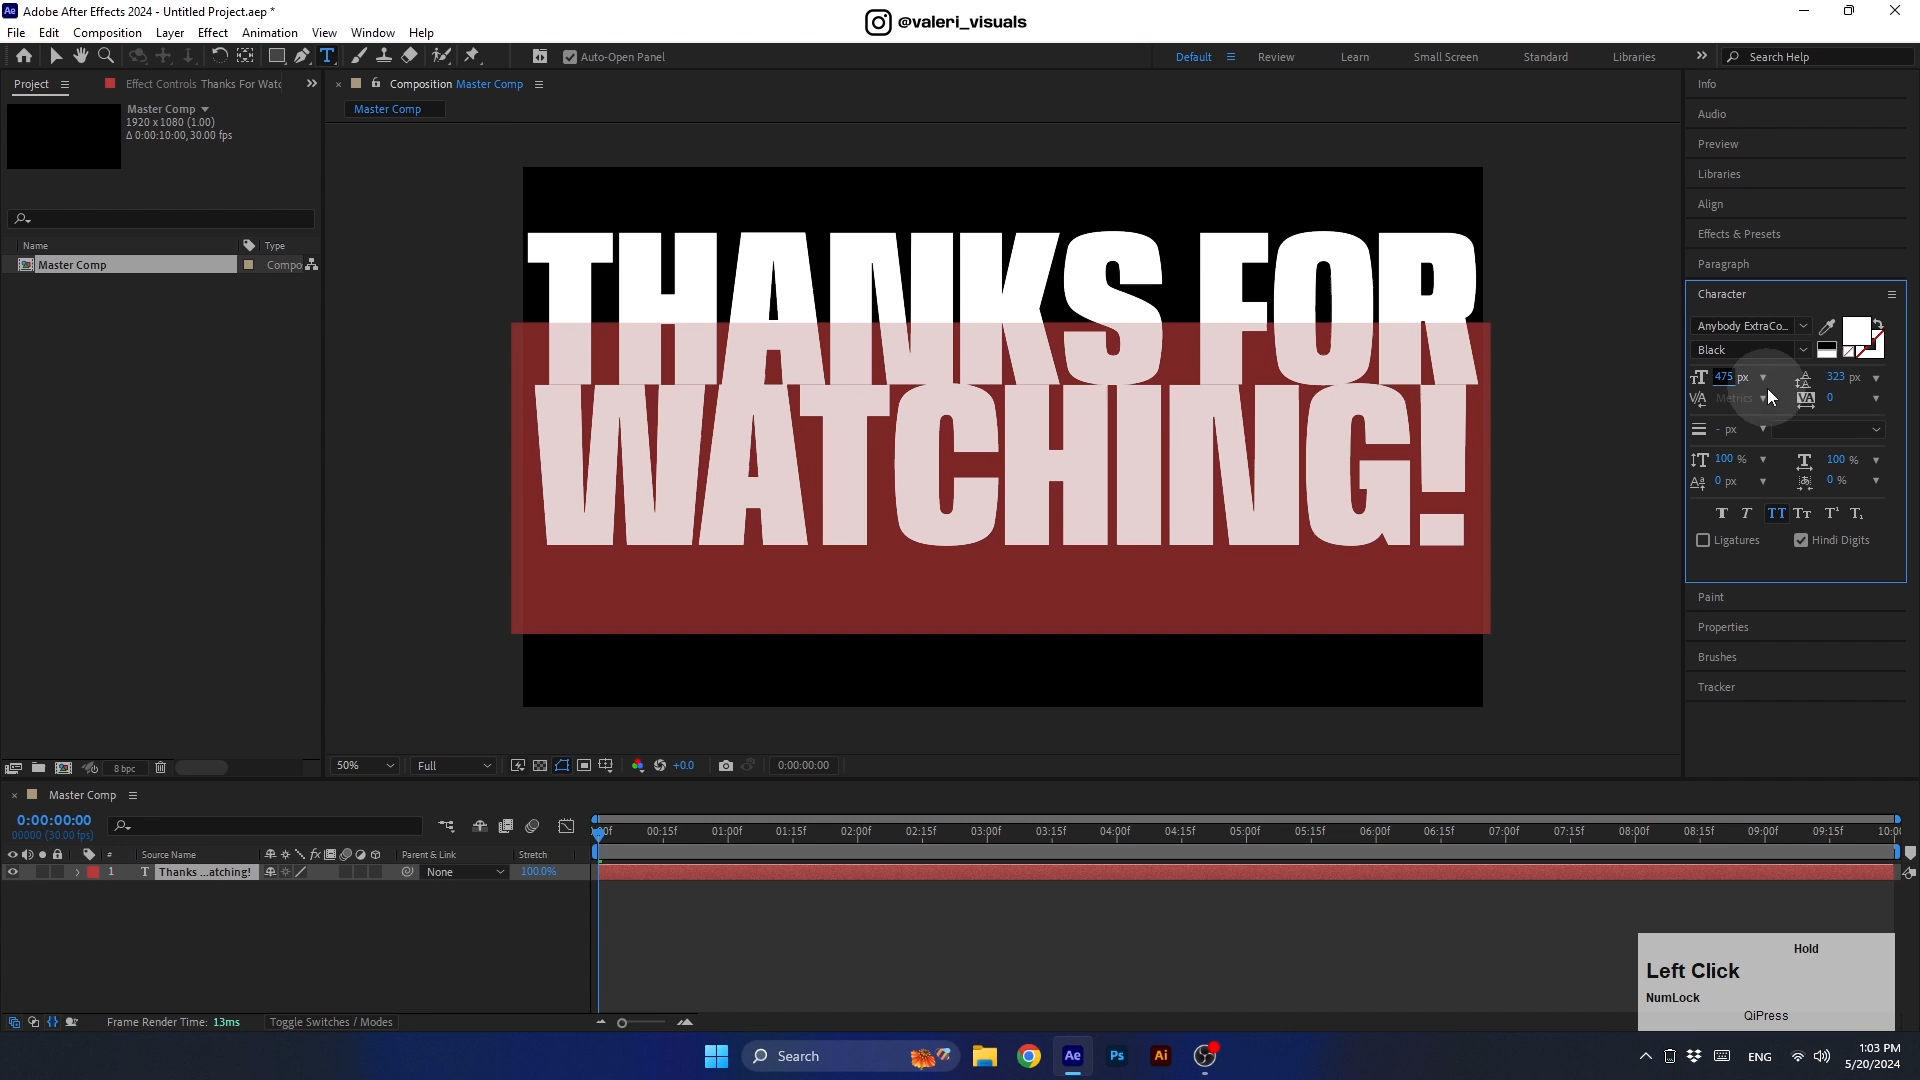 Ae Adobe After Effects 2024 - Untitled Project.aep *
@valeri_visuals
File Edit Composition Layer Effect Animation View Window Help
Auto-Open Panel
Default Review Learn Small Screen Standard Libraries Search Help
Project Effect Controls Thanks For Watc
Composition Master Comp
Master Comp
Master Comp
1920 x 1080 (1.00)
Δ 0:00:10:00, 30.00 fps
Name Type
Master Comp Compo
8 bpc
THANKS FOR
WATCHING!
50% Full +0.0 0:00:00:00
Info
Audio
Preview
Libraries
Align
Effects & Presets
Paragraph
Character
Anybody ExtraCo...
Black
475 px 323 px
Metrics 0
- px
100 % 100 %
0 px 0 %
Ligatures Hindi Digits
Paint
Properties
Brushes
Tracker
Master Comp
0:00:00:00
00000 (30.00 fps)
# Source Name Parent & Link Stretch
1 T Thanks ...atching! None 100.0%
00:15f 01:00f 01:15f 02:00f 02:15f 03:00f 03:15f 04:00f 04:15f 05:00f 05:15f 06:00f 06:15f 07:00f 07:15f 08:00f 08:15f 09:00f 09:15f 10:0
Frame Render Time: 13ms Toggle Switches / Modes
Hold
Left Click
NumLock
QiPress
Search Ae Ps Ai ENG
1:03 PM
5/20/2024